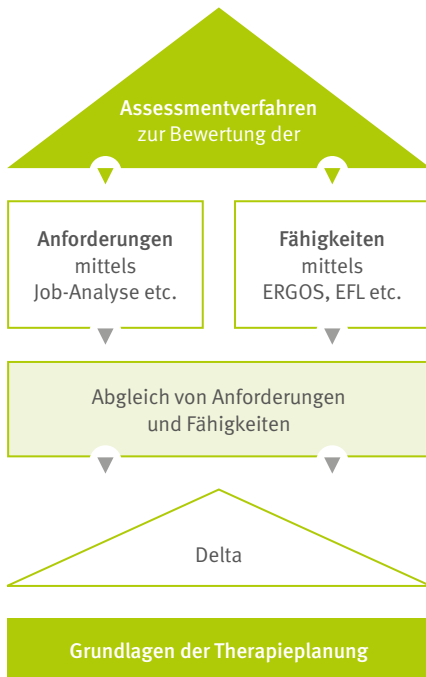 Assessmentverfahren
zur Bewertung der
Anforderungen
mittels
Job-Analyse etc.
Fähigkeiten
mittels
ERGOS, EFL etc.
Abgleich von Anforderungen
und Fähigkeiten
Delta
Grundlagen der Therapieplanung